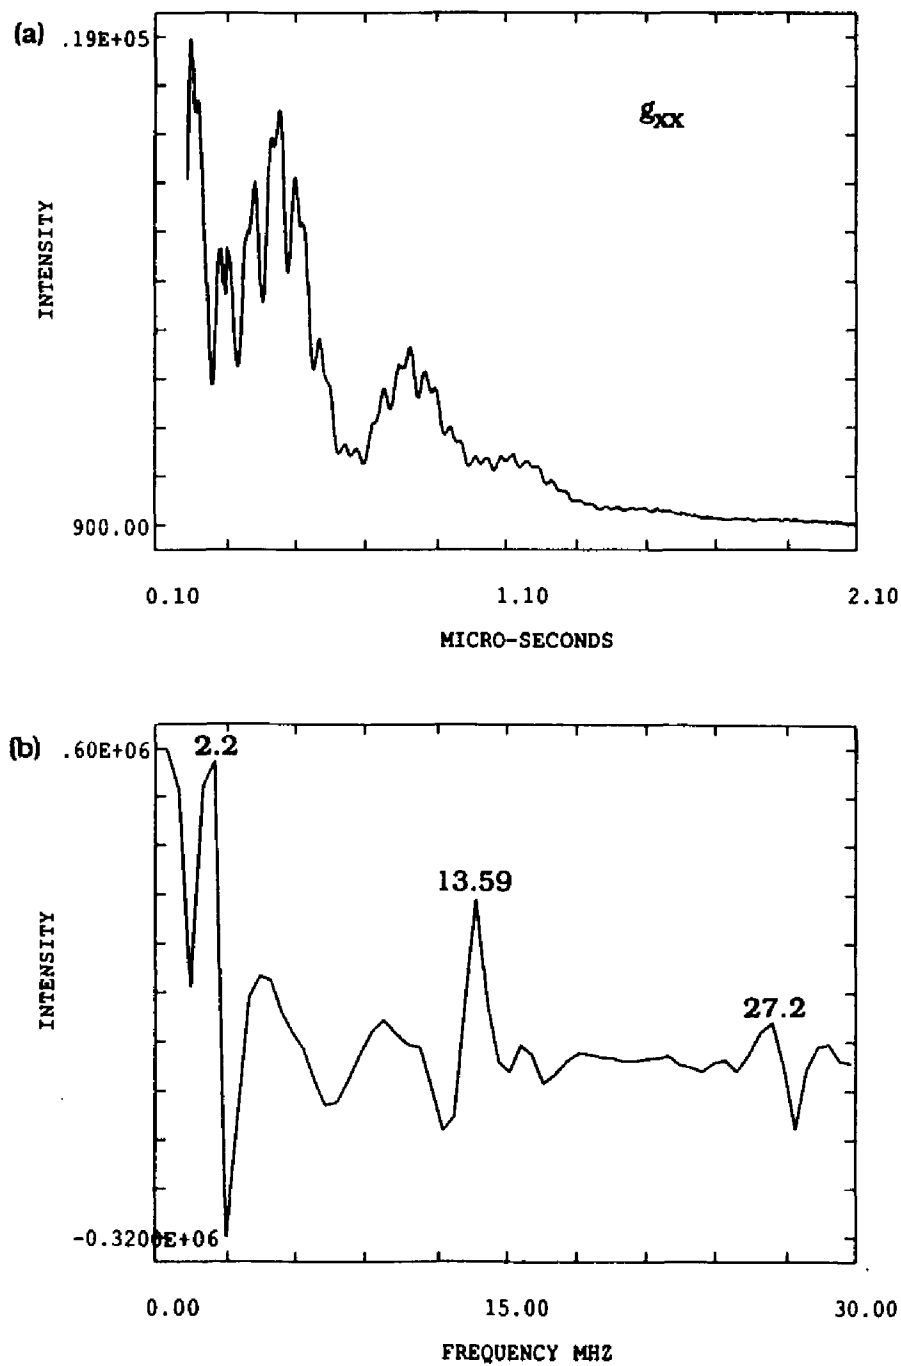 (a)
.19E+05
g_xx
INTENSITY
900.00
0.10 1.10 2.10
MICRO-SECONDS
(b)
.60E+06
2.2
13.59
27.2
INTENSITY
-0.3200E+06
0.00 15.00 30.00
FREQUENCY MHZ